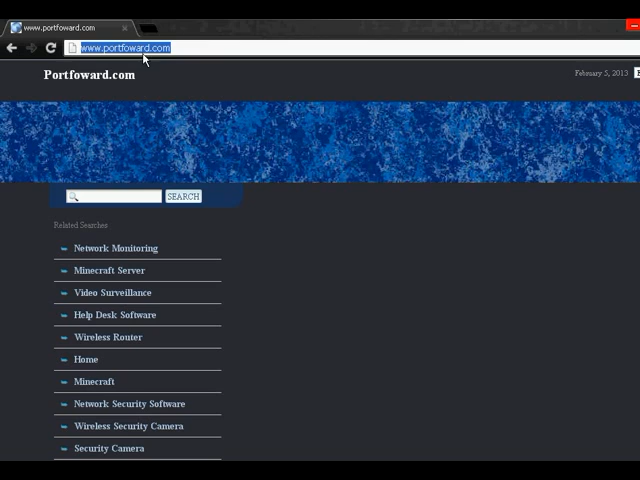 www.portfoward.com
www.portfoward.com
Portfoward.com
February 5, 2013
SEARCH
Related Searches
Network Monitoring
Minecraft Server
Video Surveillance
Help Desk Software
Wireless Router
Home
Minecraft
Network Security Software
Wireless Security Camera
Security Camera